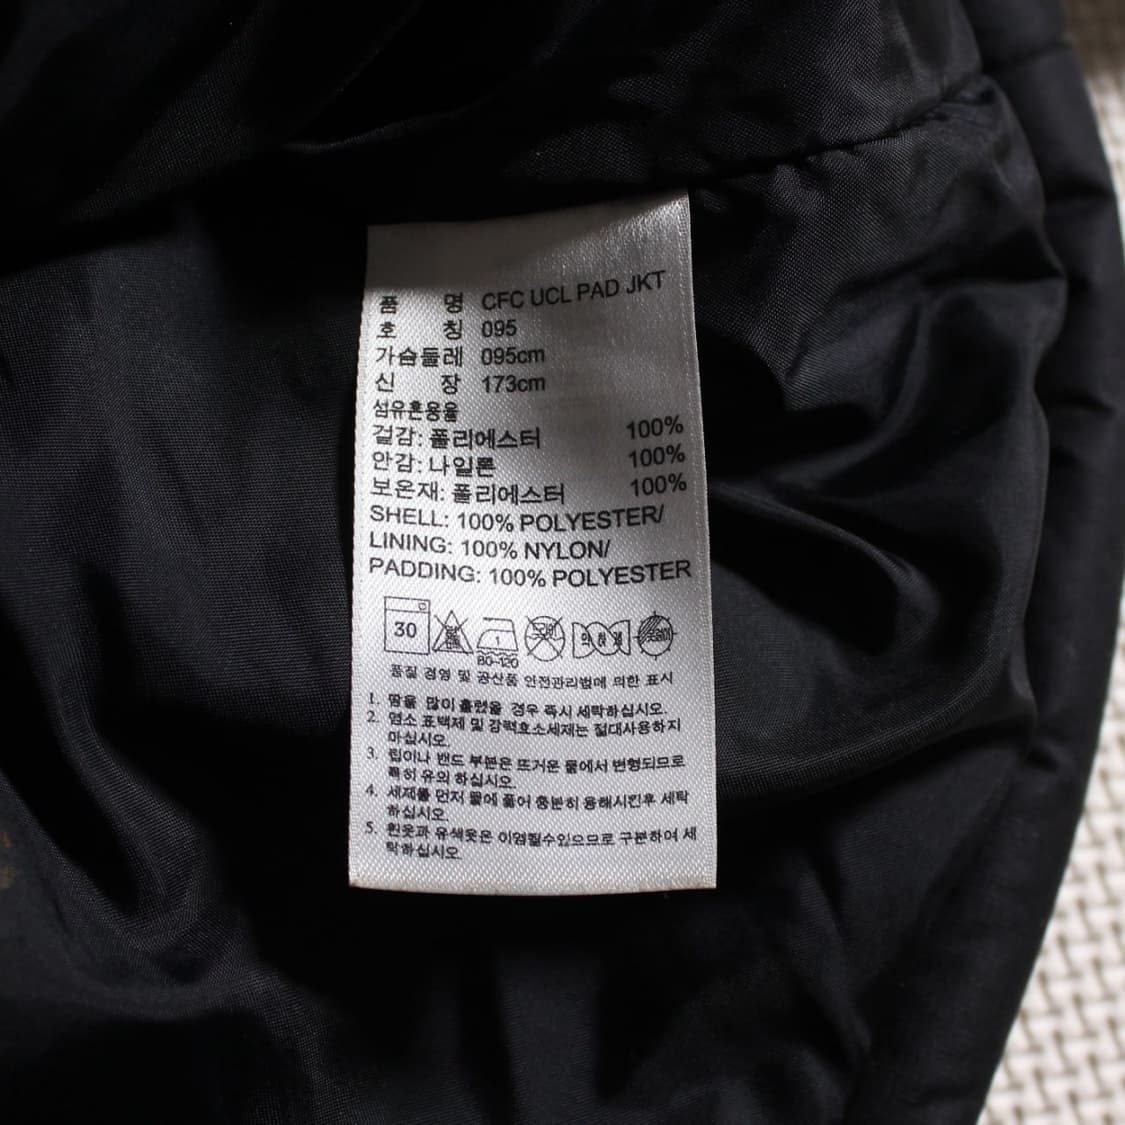 품 명 CFC UCL PAD JKT
호 칭 095
가슴둘레 095cm
신 장 173cm
섬유혼용율
겉감: 폴리에스터 100%
안감: 나일론 100%
보온재: 폴리에스터 100%
SHELL: 100% POLYESTER/
LINING: 100% NYLON/
PADDING: 100% POLYESTER
30 1 80~120
품질 경영 및 공산품 안전관리법에 의한 표시
1. 땀을 많이 흘렸을 경우 즉시 세탁하십시오.
2. 염소 표백제 및 강력효소세제는 절대사용하지
마십시오.
3. 립이나 밴드 부분은 뜨거운 물에서 변형되므로
특히 유의 하십시오.
4. 세제를 먼저 물에 풀어 충분히 용해시킨후 세탁
하십시오.
5. 흰옷과 유색옷은 이염될수있으므로 구분하여 세
탁하십시오.